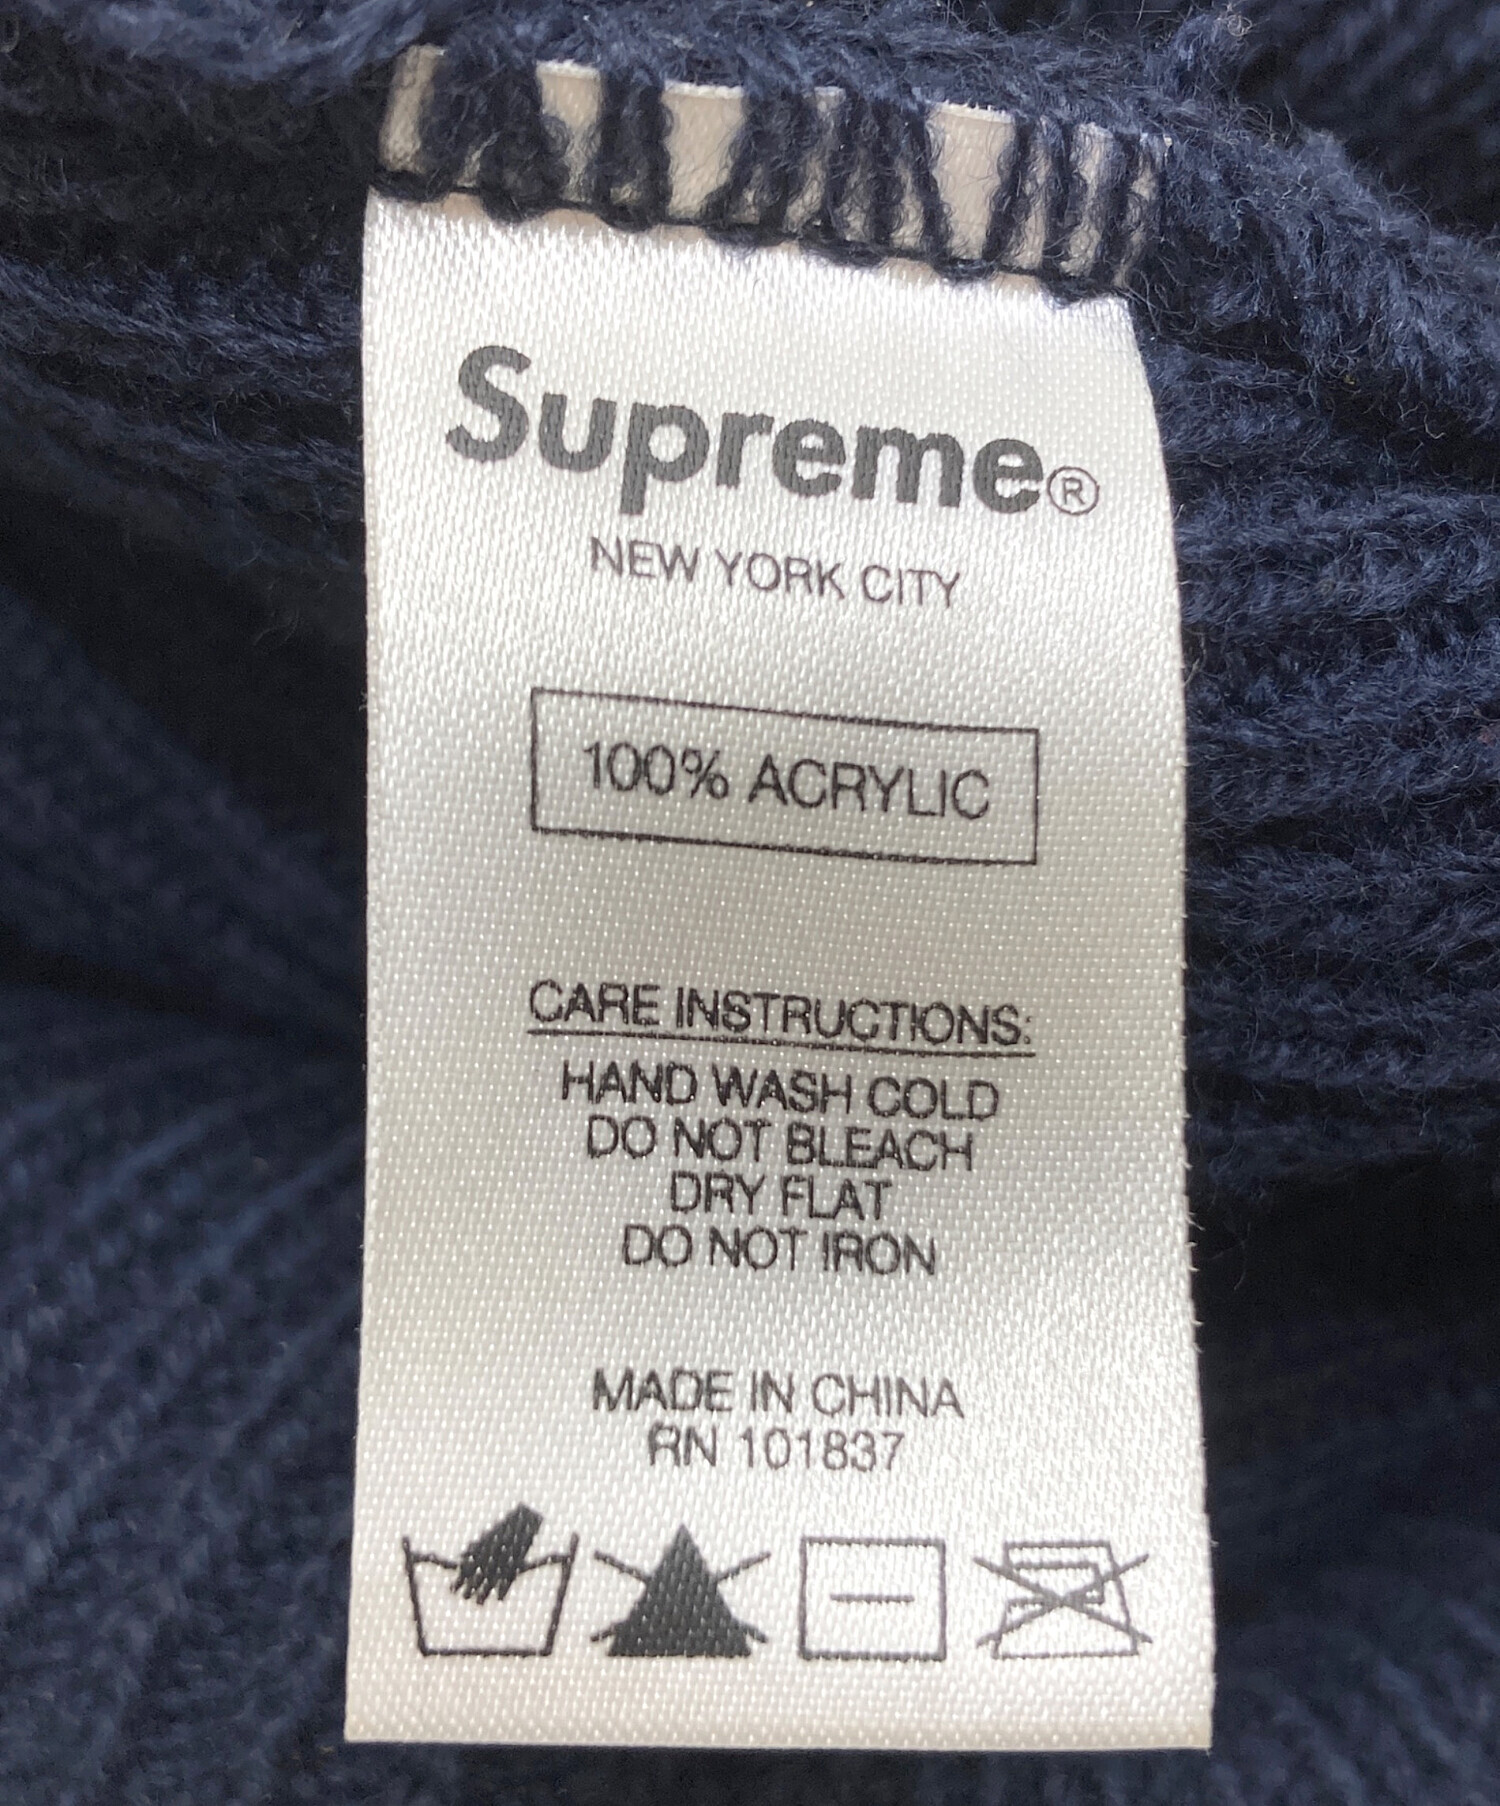 Supreme®
NEW YORK CITY
100% ACRYLIC
CARE INSTRUCTIONS:
HAND WASH COLD
DO NOT BLEACH
DRY FLAT
DO NOT IRON
MADE IN CHINA
RN 101837